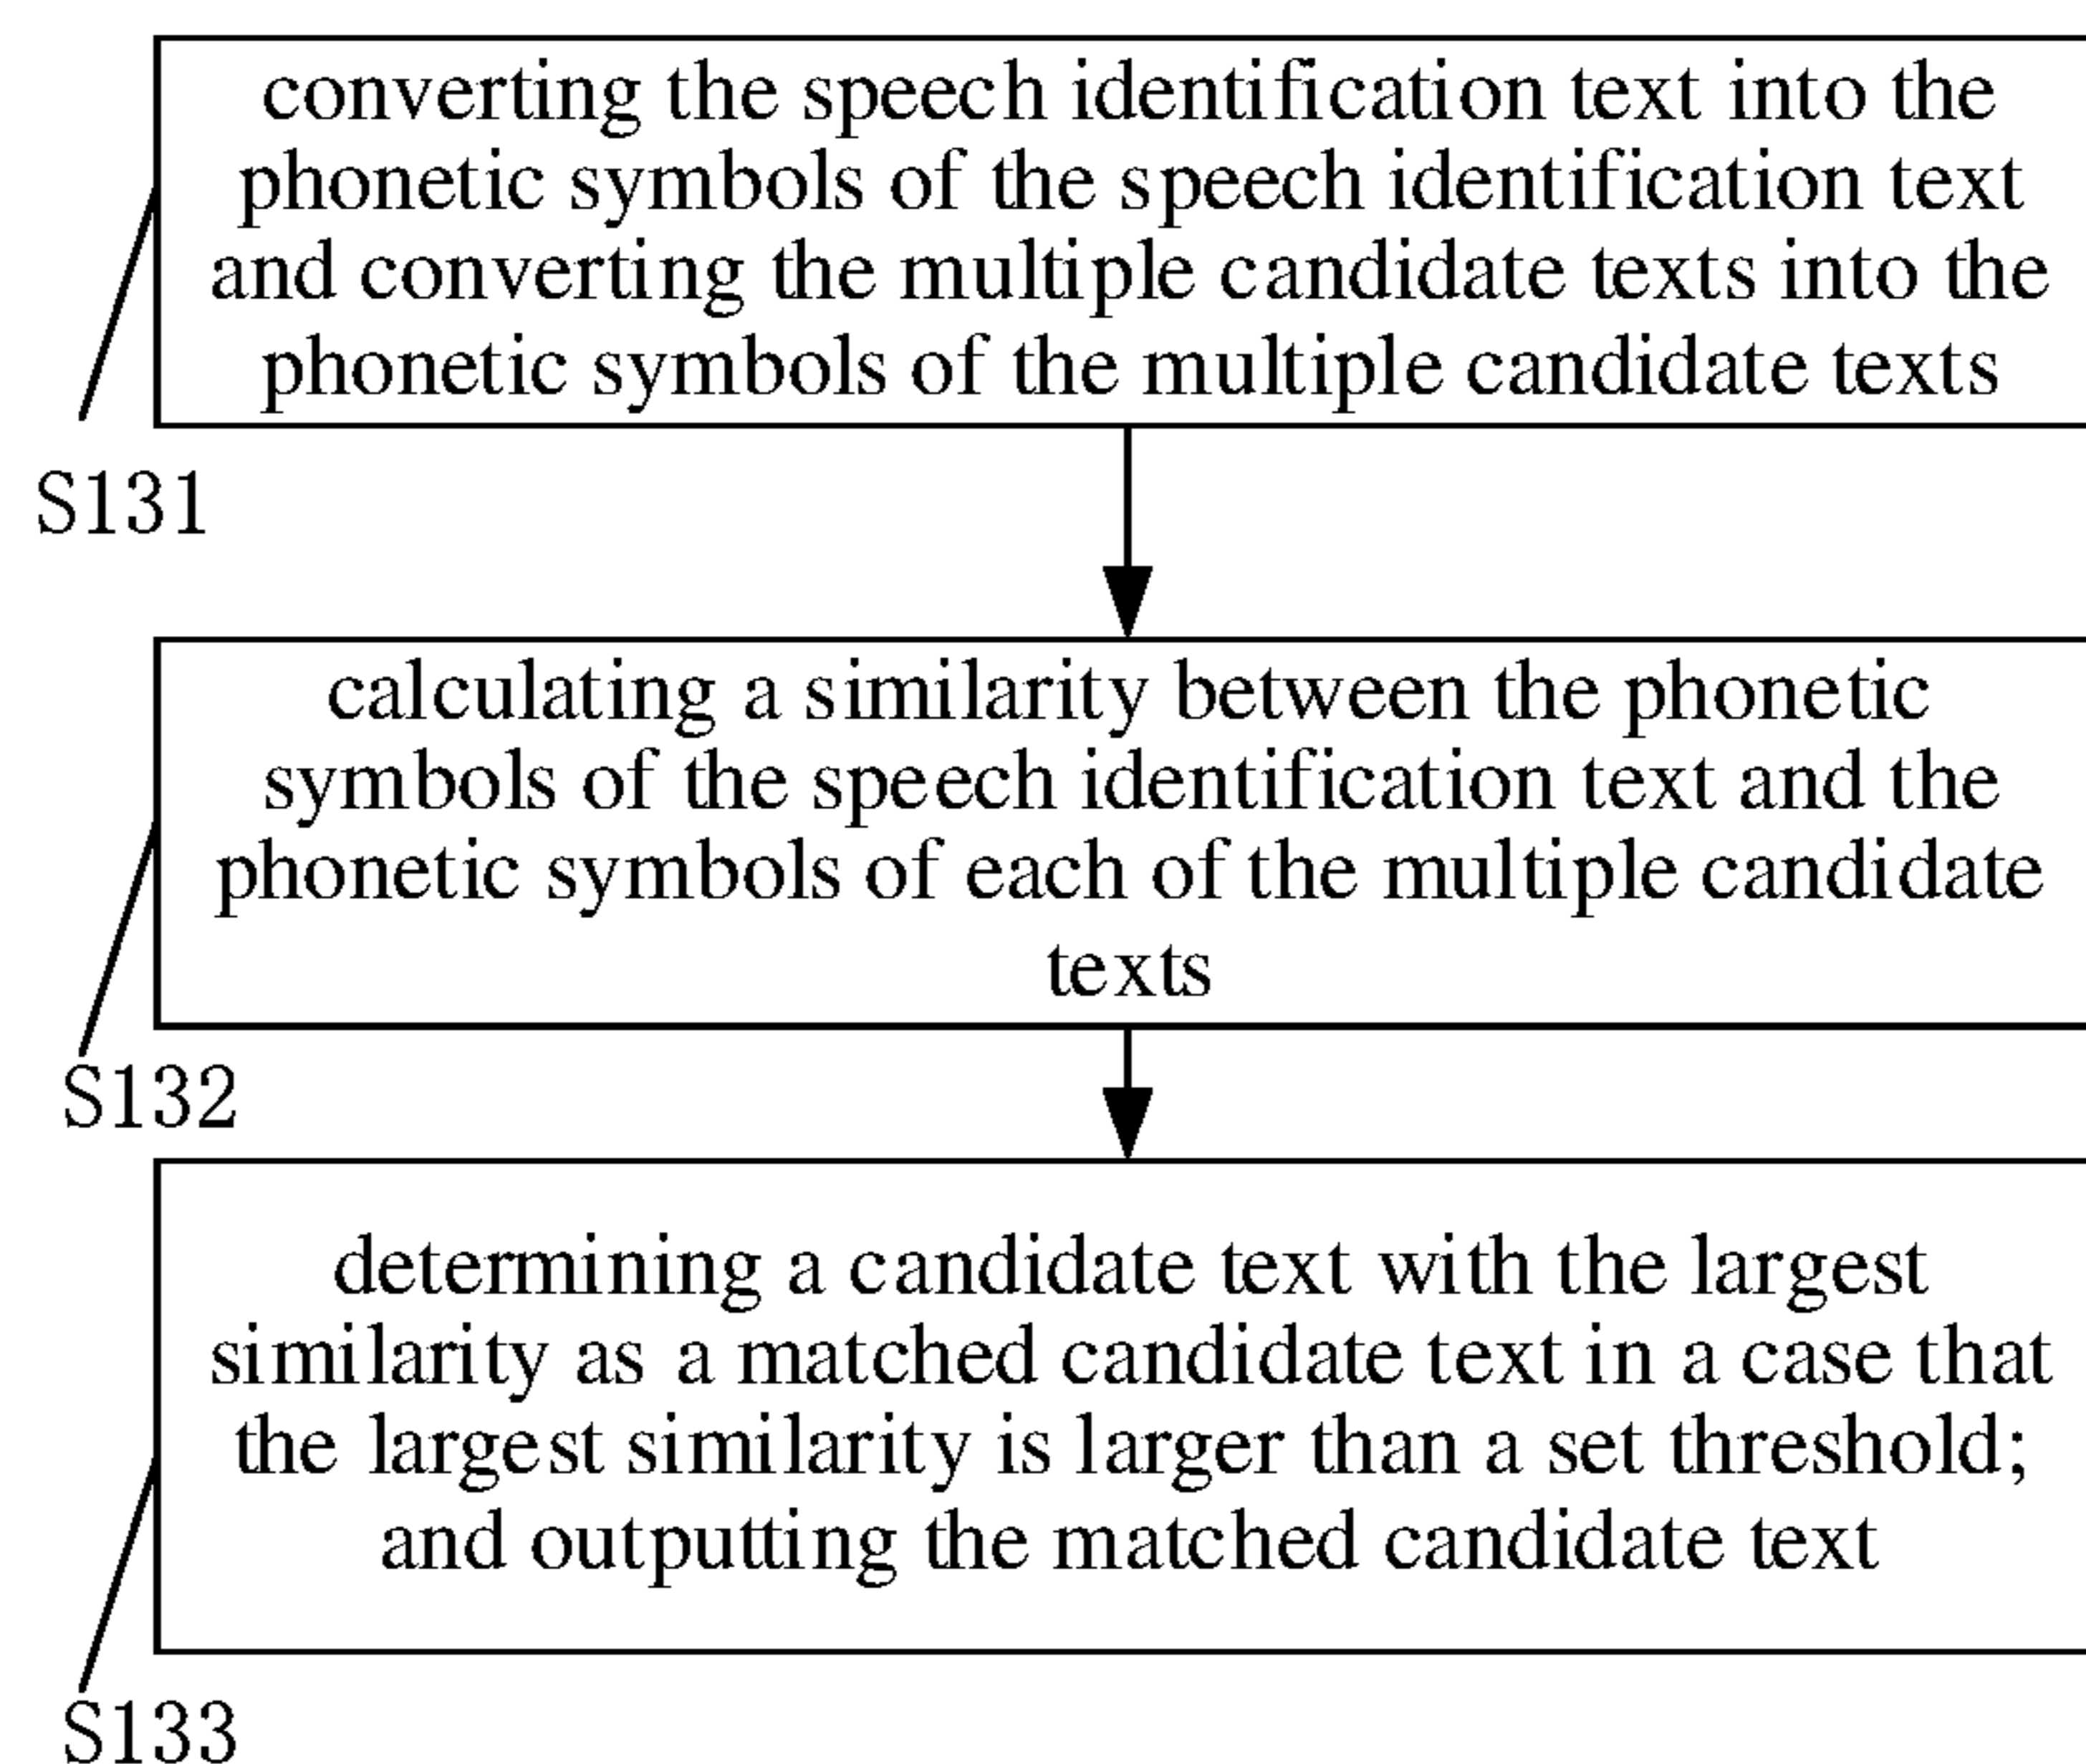 converting the speech identification text into the
phonetic symbols of the speech identification text
and converting the multiple candidate texts into the
phonetic symbols of the multiple candidate texts
S131
calculating a similarity between the phonetic
symbols of the speech identification text and the
phonetic symbols of each of the multiple candidate
texts
S132
determining a candidate text with the largest
similarity as a matched candidate text in a case that
the largest similarity is larger than a set threshold;
and outputting the matched candidate text
S133